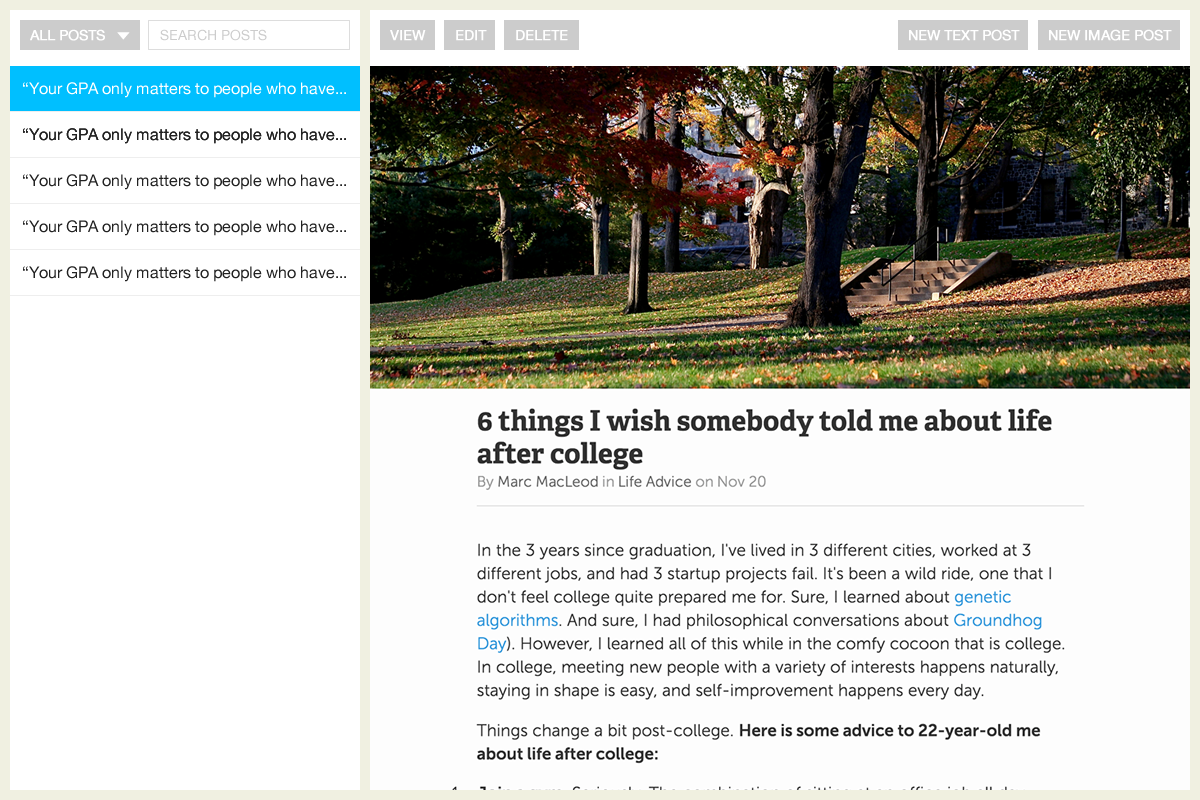 ALL POSTS
SEARCH POSTS
VIEW
EDIT
DELETE
NEW TEXT POST
NEW IMAGE POST
“Your GPA only matters to people who have...
“Your GPA only matters to people who have...
“Your GPA only matters to people who have...
“Your GPA only matters to people who have...
“Your GPA only matters to people who have...
6 things I wish somebody told me about life
after college
By Marc MacLeod in Life Advice on Nov 20
In the 3 years since graduation, I've lived in 3 different cities, worked at 3
different jobs, and had 3 startup projects fail. It's been a wild ride, one that I
don't feel college quite prepared me for. Sure, I learned about genetic
algorithms. And sure, I had philosophical conversations about Groundhog
Day). However, I learned all of this while in the comfy cocoon that is college.
In college, meeting new people with a variety of interests happens naturally,
staying in shape is easy, and self-improvement happens every day.
Things change a bit post-college. Here is some advice to 22-year-old me
about life after college: